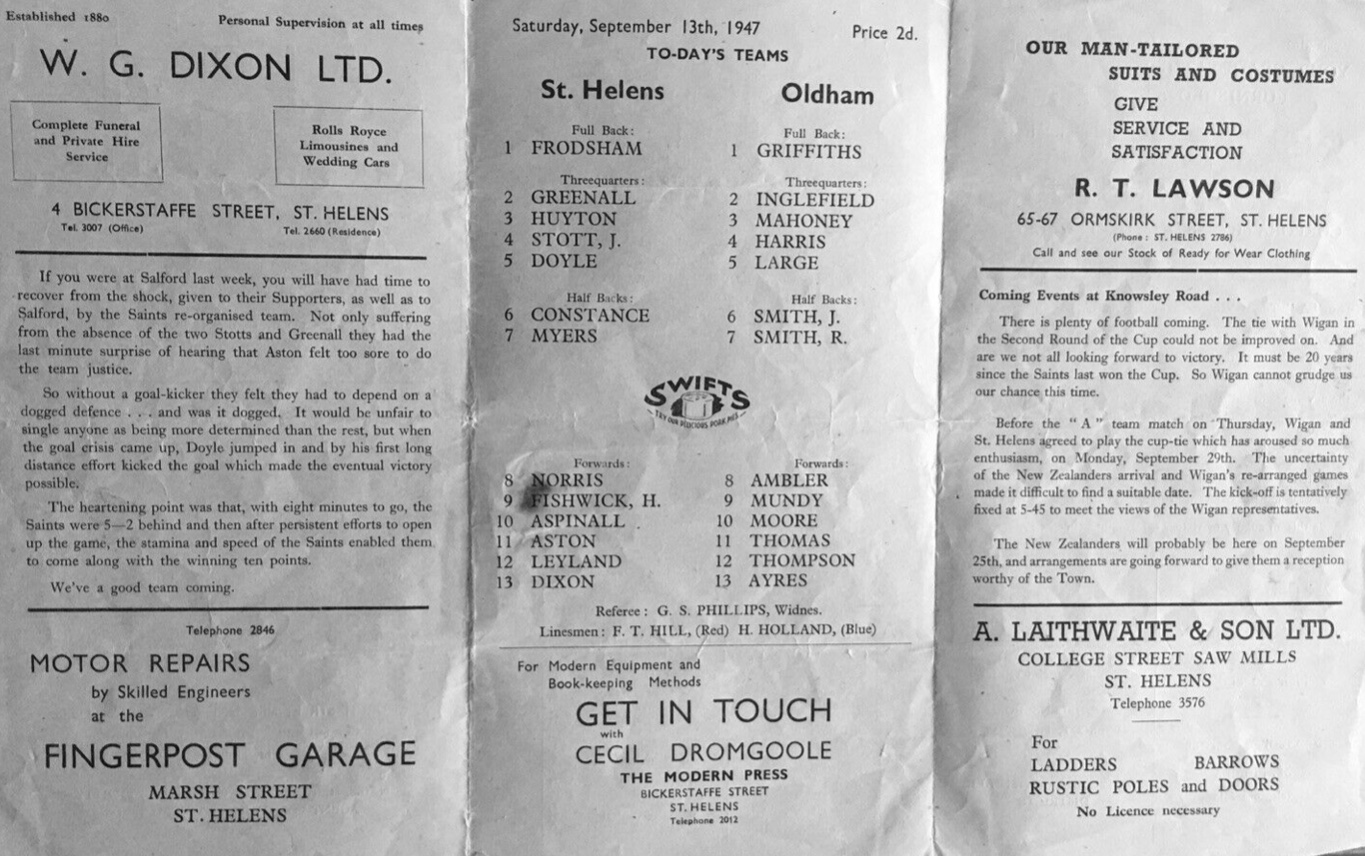 Established 1880 Personal Supervision at all times
W. G. DIXON LTD.
Complete Funeral
and Private Hire
Service
Rolls Royce
Limousines and
Wedding Cars
4 BICKERSTAFFE STREET, ST. HELENS
Tel. 3007 (Office) Tel. 2660 (Residence)
If you were at Salford last week, you will have had time to
recover from the shock, given to their Supporters, as well as to
Salford, by the Saints re-organised team. Not only suffering
from the absence of the two Stotts and Greenall they had the
last minute surprise of hearing that Aston felt too sore to do
the team justice.
So without a goal-kicker they felt they had to depend on a
dogged defence . . . and was it dogged. It would be unfair to
single anyone as being more determined than the rest, but when
the goal crisis came up, Doyle jumped in and by his first long
distance effort kicked the goal which made the eventual victory
possible.
The heartening point was that, with eight minutes to go, the
Saints were 5—2 behind and then after persistent efforts to open
up the game, the stamina and speed of the Saints enabled them
to come along with the winning ten points.
We've a good team coming.
Telephone 2846
MOTOR REPAIRS
by Skilled Engineers
at the
FINGERPOST GARAGE
MARSH STREET
ST. HELENS
Saturday, September 13th, 1947 Price 2d.
TO-DAY'S TEAMS
St. Helens Oldham
Full Back: Full Back:
1 FRODSHAM 1 GRIFFITHS
Threequarters: Threequarters:
2 GREENALL 2 INGLEFIELD
3 HUYTON 3 MAHONEY
4 STOTT, J. 4 HARRIS
5 DOYLE 5 LARGE
Half Backs: Half Backs:
6 CONSTANCE 6 SMITH, J.
7 MYERS 7 SMITH, R.
SWIFTS
TRY OUR DELICIOUS PORK PIES
Forwards: Forwards:
8 NORRIS 8 AMBLER
9 FISHWICK, H. 9 MUNDY
10 ASPINALL 10 MOORE
11 ASTON 11 THOMAS
12 LEYLAND 12 THOMPSON
13 DIXON 13 AYRES
Referee: G. S. PHILLIPS, Widnes.
Linesmen: F. T. HILL, (Red) H. HOLLAND, (Blue)
For Modern Equipment and
Book-keeping Methods
GET IN TOUCH
with
CECIL DROMGOOLE
THE MODERN PRESS
BICKERSTAFFE STREET
ST. HELENS
Telephone 2012
OUR MAN-TAILORED
SUITS AND COSTUMES
GIVE
SERVICE AND
SATISFACTION
R. T. LAWSON
65-67 ORMSKIRK STREET, ST. HELENS
(Phone: ST. HELENS 2786)
Call and see our Stock of Ready for Wear Clothing
Coming Events at Knowsley Road . . .
There is plenty of football coming. The tie with Wigan in
the Second Round of the Cup could not be improved on. And
are we not all looking forward to victory. It must be 20 years
since the Saints last won the Cup. So Wigan cannot grudge us
our chance this time.
Before the "A" team match on Thursday, Wigan and
St. Helens agreed to play the cup-tie which has aroused so much
enthusiasm, on Monday, September 29th. The uncertainty
of the New Zealanders arrival and Wigan's re-arranged games
made it difficult to find a suitable date. The kick-off is tentatively
fixed at 5-45 to meet the views of the Wigan representatives.
The New Zealanders will probably be here on September
25th, and arrangements are going forward to give them a reception
worthy of the Town.
A. LAITHWAITE & SON LTD.
COLLEGE STREET SAW MILLS
ST. HELENS
Telephone 3576
For
LADDERS BARROWS
RUSTIC POLES and DOORS
No Licence necessary